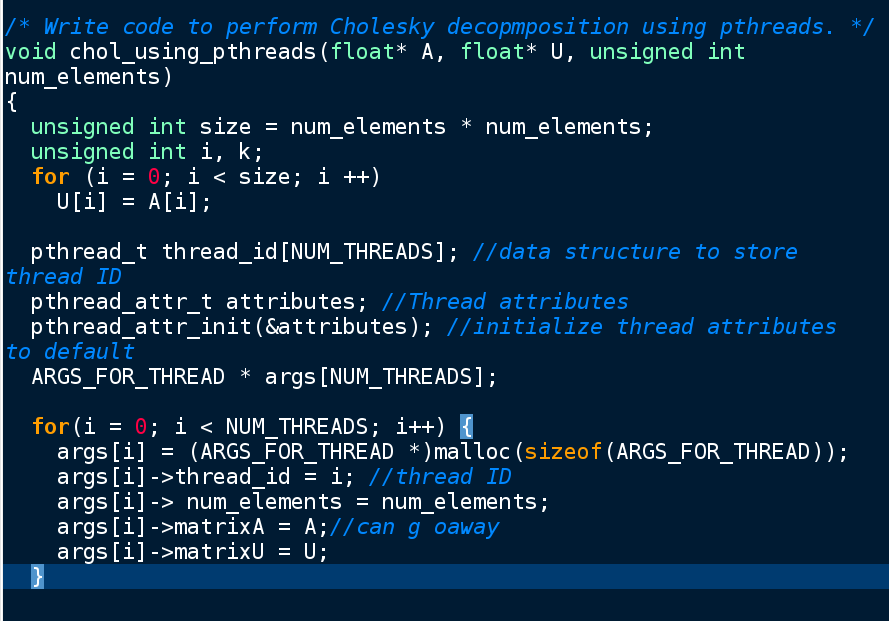 /* Write code to perform Cholesky decopmposition using pthreads. */
void chol_using_pthreads(float* A, float* U, unsigned int
num_elements)
{
  unsigned int size = num_elements * num_elements;
  unsigned int i, k;
  for (i = 0; i < size; i ++)
    U[i] = A[i];

  pthread_t thread_id[NUM_THREADS]; //data structure to store
thread ID
  pthread_attr_t attributes; //Thread attributes
  pthread_attr_init(&attributes); //initialize thread attributes
to default
  ARGS_FOR_THREAD * args[NUM_THREADS];

  for(i = 0; i < NUM_THREADS; i++) {
    args[i] = (ARGS_FOR_THREAD *)malloc(sizeof(ARGS_FOR_THREAD));
    args[i]->thread_id = i; //thread ID
    args[i]-> num_elements = num_elements;
    args[i]->matrixA = A;//can g oaway
    args[i]->matrixU = U;
  }